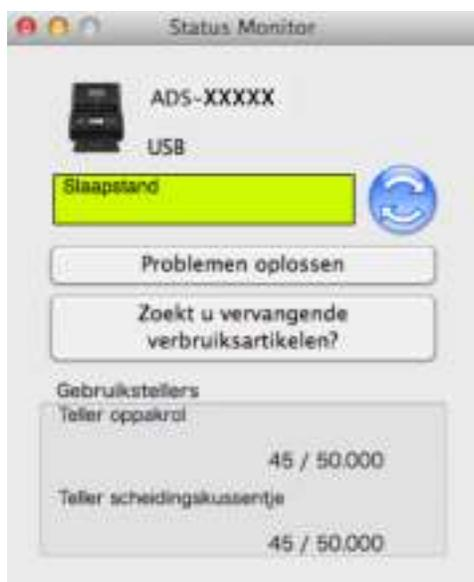 Status Monitor
ADS-XXXXX
USB
Slaapstand
Problemen oplossen
Zoekt u vervangende
verbruiksartikelen?
Gebruikstellers
Teller oppakrol
45 / 50.000
Teller scheidingskussentje
45 / 50.000